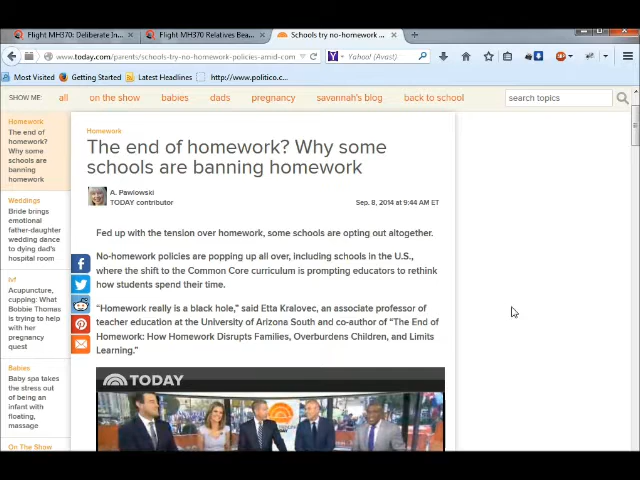 Flight MH370: Deliberate In...
Flight MH370 Relatives Bea...
Schools try no-homework ...
www.today.com/parents/schools-try-no-homework-policies-amid-com
Yahoo! (Avast)
Most Visited
Getting Started
Latest Headlines
http://www.politico.c...
SHOW ME:
all
on the show
babies
dads
pregnancy
savannah's blog
back to school
search topics
Homework
The end of
homework?
Why some
schools are
banning
homework
Weddings
Bride brings
emotional
father-daughter
wedding dance
to dying dad's
hospital room
Ivf
Acupuncture,
cupping: What
Bobbie Thomas
is trying to help
with her
pregnancy
quest
Babies
Baby spa takes
the stress out
of being an
infant with
floating,
massage
On The Show
Homework
The end of homework? Why some
schools are banning homework
A. Pawlowski
TODAY contributor
Sep. 8, 2014 at 9:44 AM ET
Fed up with the tension over homework, some schools are opting out altogether.
No-homework policies are popping up all over, including schools in the U.S.,
where the shift to the Common Core curriculum is prompting educators to rethink
how students spend their time.
“Homework really is a black hole,” said Etta Kralovec, an associate professor of
teacher education at the University of Arizona South and co-author of “The End of
Homework: How Homework Disrupts Families, Overburdens Children, and Limits
Learning.”
TODAY